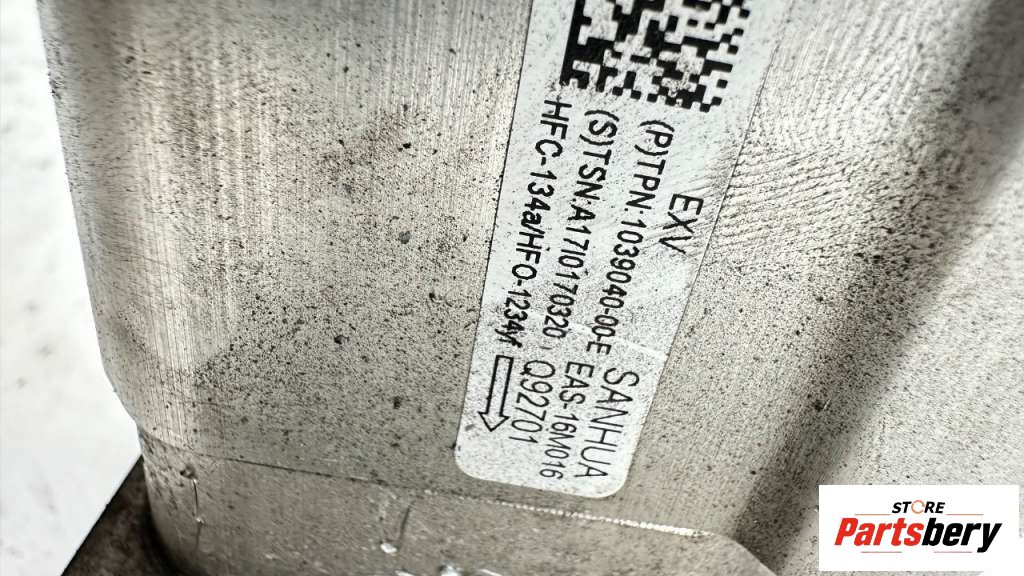 EXV
(P)TPN:1039040-00-E
(S)TSN:A17I0170320
HFC-134a/HFO-1234yf
SANHUA
EAS-16M016
Q92701
STORE
Partsbery